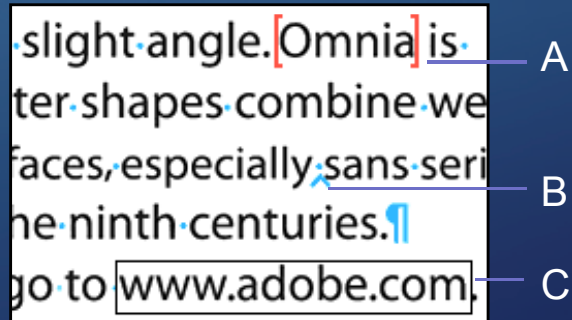 ·slight·angle.[Omnia] is· A
ter·shapes·combine·we
faces,·especially·sans·seri B
he·ninth·centuries.¶
go·to·www.adobe.com. C